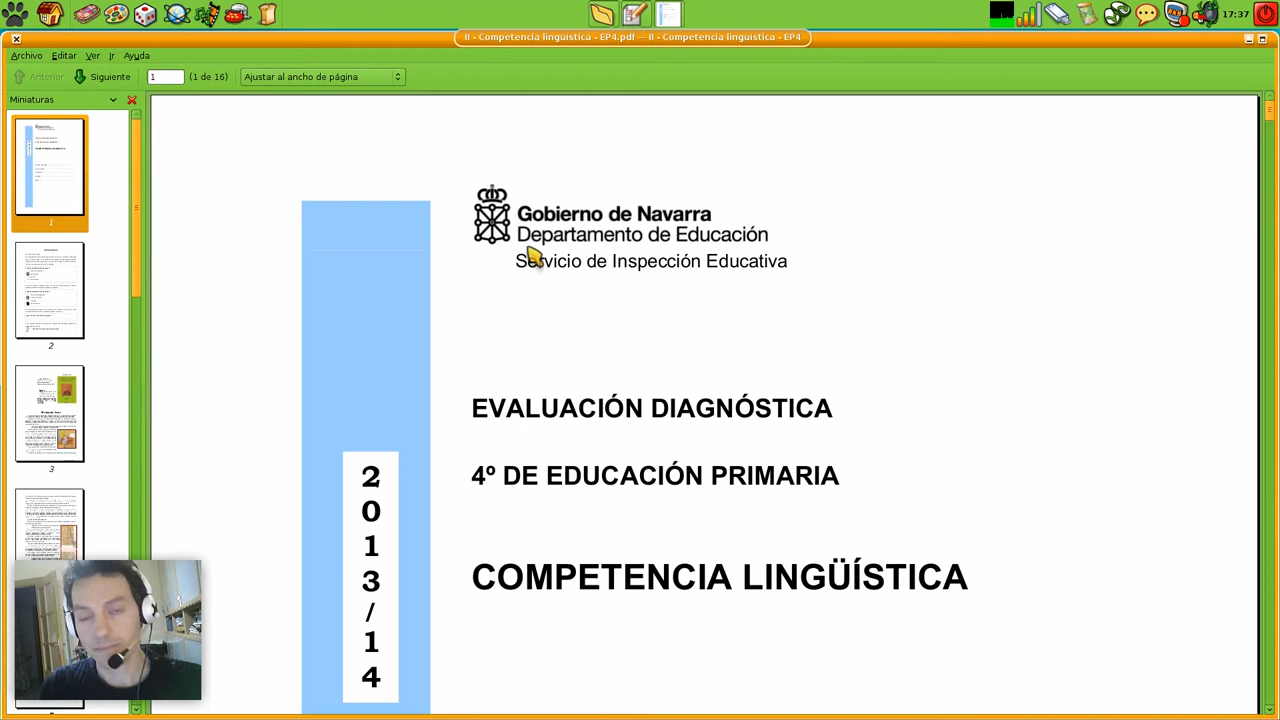 17:37
II - Competencia lingüistica - EP4.pdf — II - Competencia lingüistica - EP4
Archivo Editar Ver Ir Ayuda
Anterior Siguiente 1 (1 de 16) Ajustar al ancho de página
Miniaturas
1
2
3
Gobierno de Navarra
Departamento de Educación
Servicio de Inspección Educativa
EVALUACIÓN DIAGNÓSTICA
4º DE EDUCACIÓN PRIMARIA
COMPETENCIA LINGÜÍSTICA
2
0
1
3
/
1
4